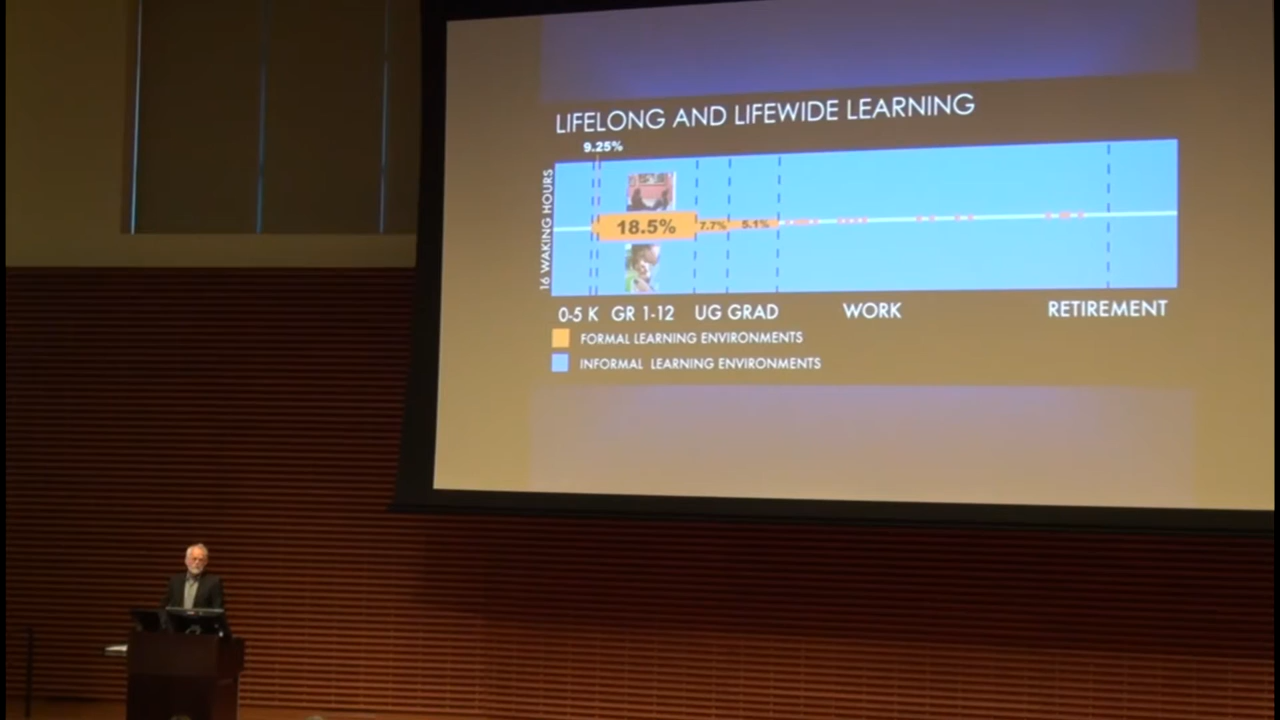 LIFELONG AND LIFEWIDE LEARNING
9.25%
16 WAKING HOURS
18.5% 7.7% 5.1%
0-5 K GR 1-12 UG GRAD WORK RETIREMENT
FORMAL LEARNING ENVIRONMENTS
INFORMAL LEARNING ENVIRONMENTS